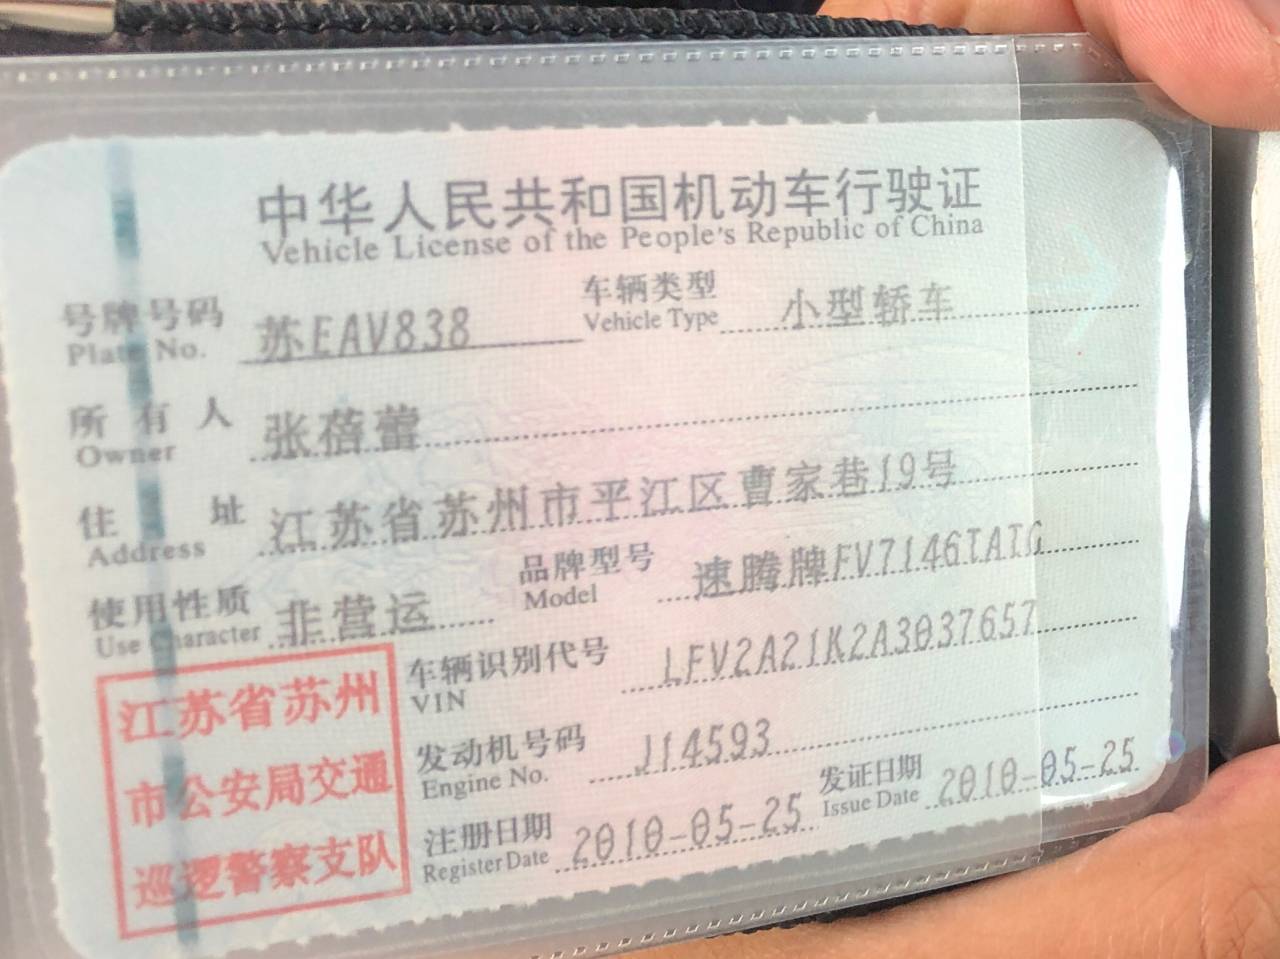 中华人民共和国机动车行驶证
Vehicle License of the People's Republic of China
号牌号码 苏EAV838 车辆类型 小型轿车
Plate No. Vehicle Type
所有人 张蓓蕾
Owner
住址 江苏省苏州市平江区曹家巷19号
Address
使用性质 非营运 品牌型号 速腾牌FV7146TATG
Use Character Model
车辆识别代号 LFV2A21K2A3037657
VIN
发动机号码 J14593
Engine No.
注册日期 2010-05-25 发证日期 2010-05-25
Register Date Issue Date
江苏省苏州
市公安局交通
巡逻警察支队